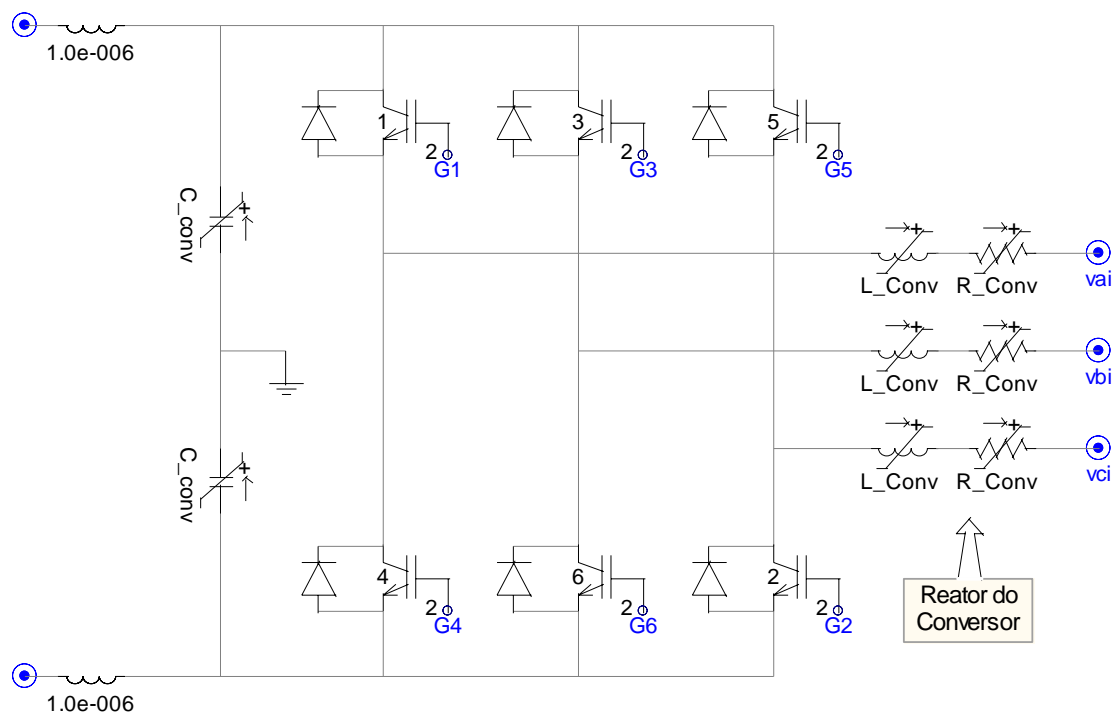 1.0e-006
1
2
G1
3
2
G3
5
2
G5
C_conv
+
+
+
L_Conv
R_Conv
vai
+
+
L_Conv
R_Conv
vbi
+
+
L_Conv
R_Conv
vci
C_conv
+
4
2
G4
6
2
G6
2
2
G2
Reator do
Conversor
1.0e-006